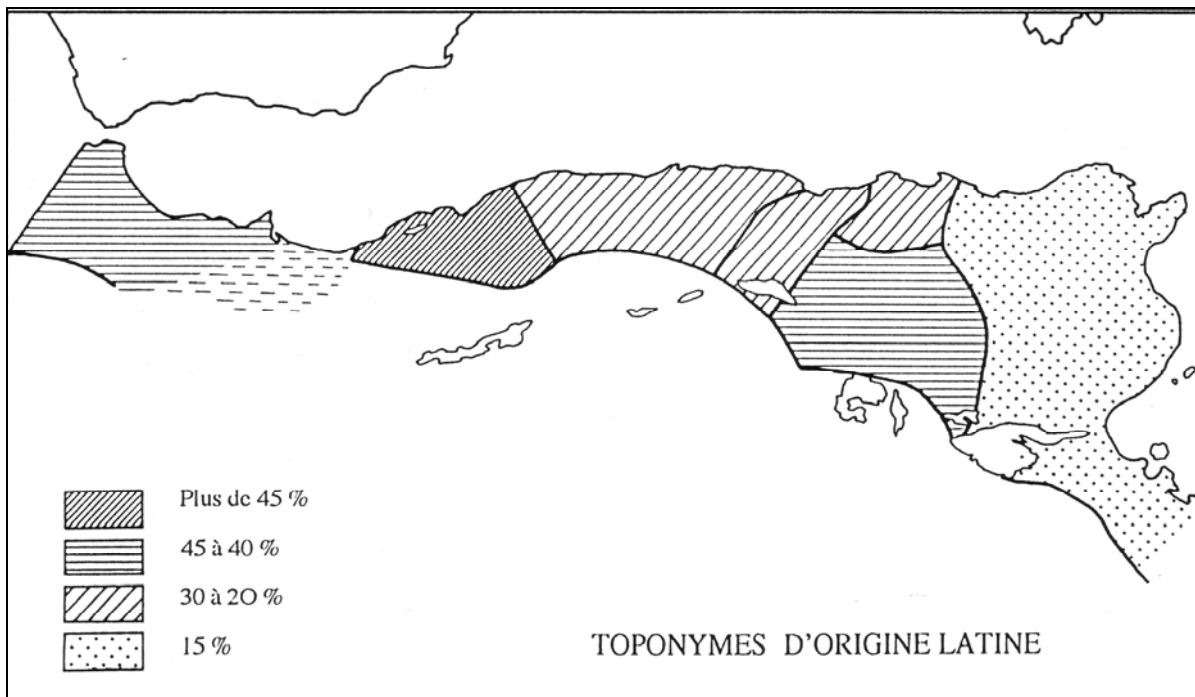 Plus de 45 %
45 à 40 %
30 à 20 %
15 %
TOPONYMES D'ORIGINE LATINE